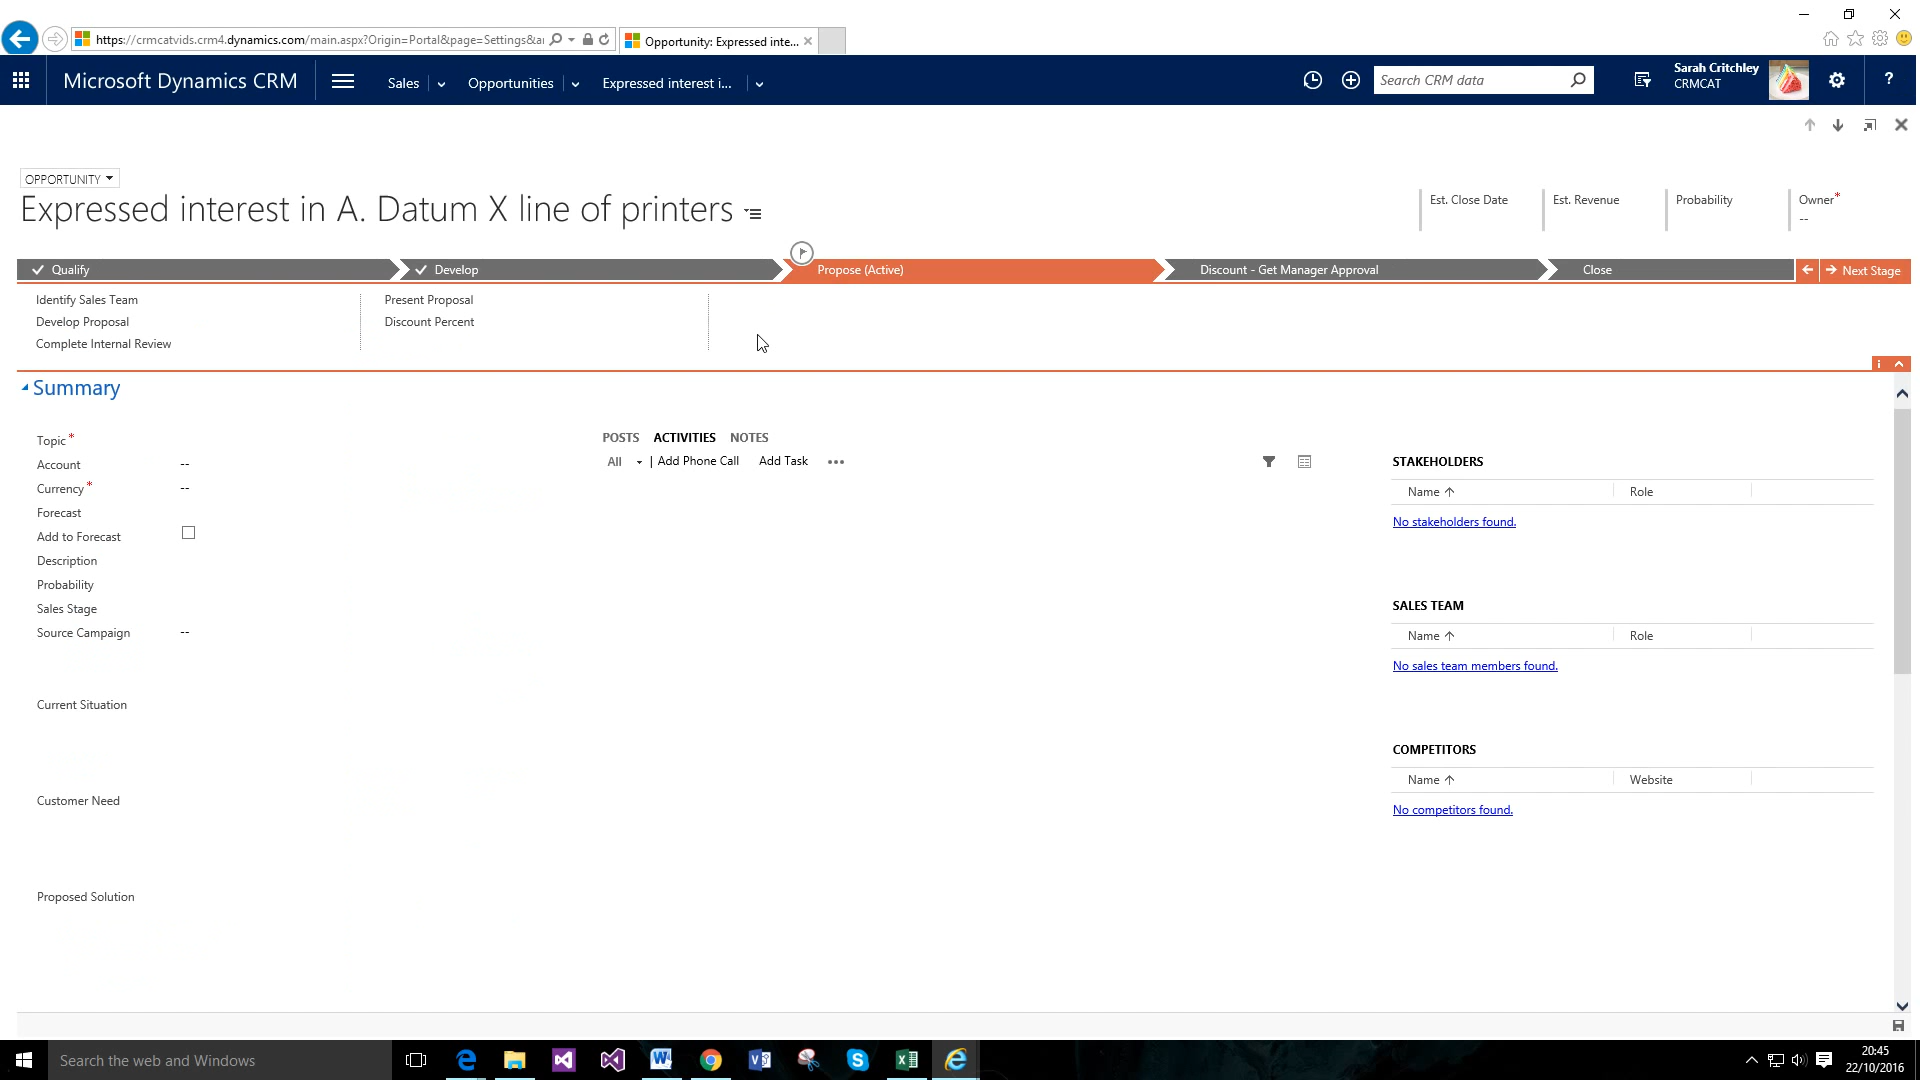 https://crmcatvids.crm4.dynamics.com/main.aspx?Origin=Portal&page=Settings&a
Opportunity: Expressed inte...
Microsoft Dynamics CRM
Sales
Opportunities
Expressed interest i...
Search CRM data
Sarah Critchley
CRMCAT
?
OPPORTUNITY
Expressed interest in A. Datum X line of printers
Est. Close Date
Est. Revenue
Probability
Owner*
--
Qualify
Develop
Propose (Active)
Discount - Get Manager Approval
Close
Next Stage
Identify Sales Team
Develop Proposal
Complete Internal Review
Present Proposal
Discount Percent
i
Summary
Topic*
Account --
Currency* --
Forecast
Add to Forecast
Description
Probability
Sales Stage
Source Campaign --
Current Situation
Customer Need
Proposed Solution
POSTS ACTIVITIES NOTES
All | Add Phone Call Add Task ...
STAKEHOLDERS
Name Role
No stakeholders found.
SALES TEAM
Name Role
No sales team members found.
COMPETITORS
Name Website
No competitors found.
Search the web and Windows
20:45
22/10/2016